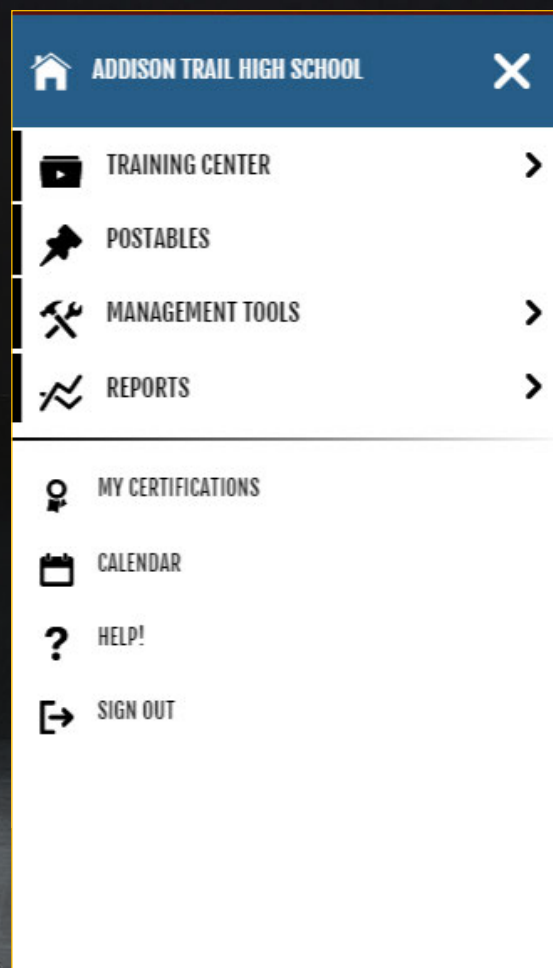 ADDISON TRAIL HIGH SCHOOL
TRAINING CENTER
POSTABLES
MANAGEMENT TOOLS
REPORTS
MY CERTIFICATIONS
CALENDAR
HELP!
SIGN OUT